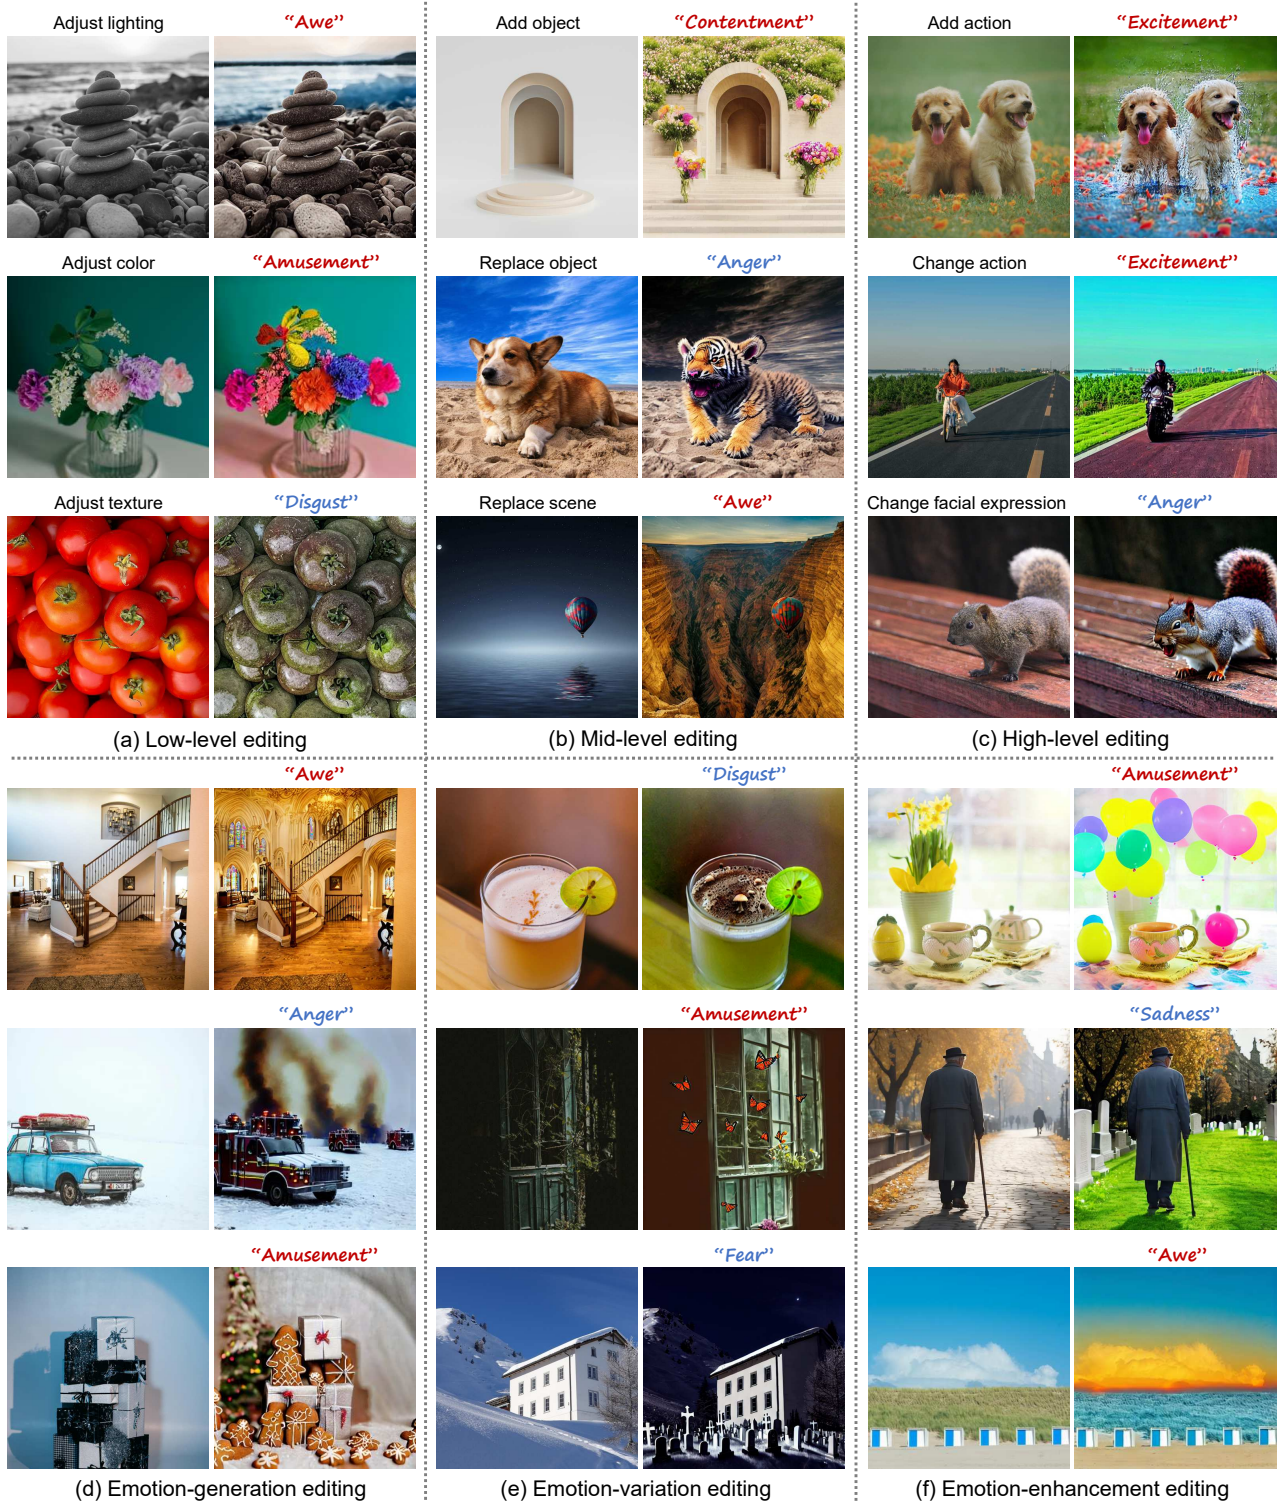 Adjust lighting
“Awe”
Add object
“Contentment”
Add action
“Excitement”
Adjust color
“Amusement”
Replace object
“Anger”
Change action
“Excitement”
Adjust texture
“Disgust”
Replace scene
“Awe”
Change facial expression
“Anger”
(a) Low-level editing
(b) Mid-level editing
(c) High-level editing
“Awe”
“Disgust”
“Amusement”
“Anger”
“Amusement”
“Sadness”
“Amusement”
“Fear”
“Awe”
(d) Emotion-generation editing
(e) Emotion-variation editing
(f) Emotion-enhancement editing